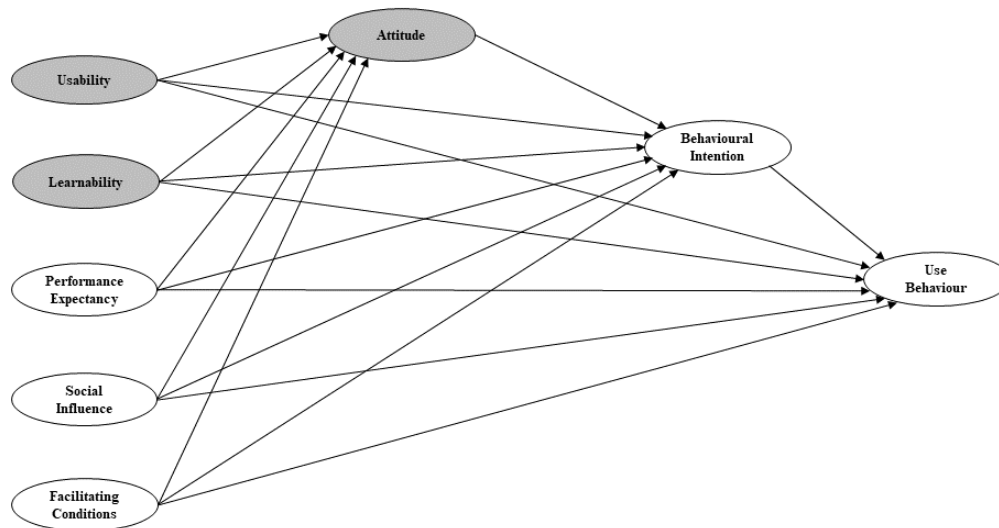 Attitude
Usability
Behavioural
Intention
Learnability
Performance
Expectancy
Use
Behaviour
Social
Influence
Facilitating
Conditions